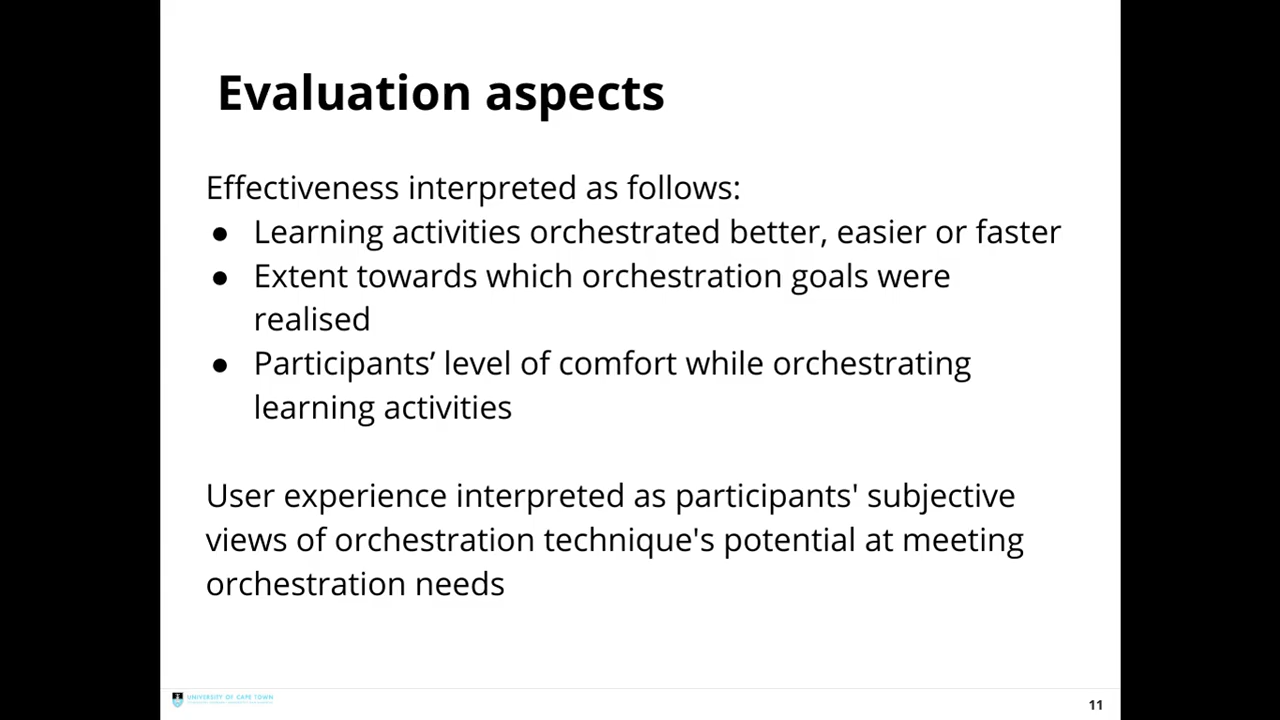 Evaluation aspects
Effectiveness interpreted as follows:
● Learning activities orchestrated better, easier or faster
● Extent towards which orchestration goals were
realised
● Participants’ level of comfort while orchestrating
learning activities
User experience interpreted as participants' subjective
views of orchestration technique's potential at meeting
orchestration needs
UNIVERSITY OF CAPE TOWN
11